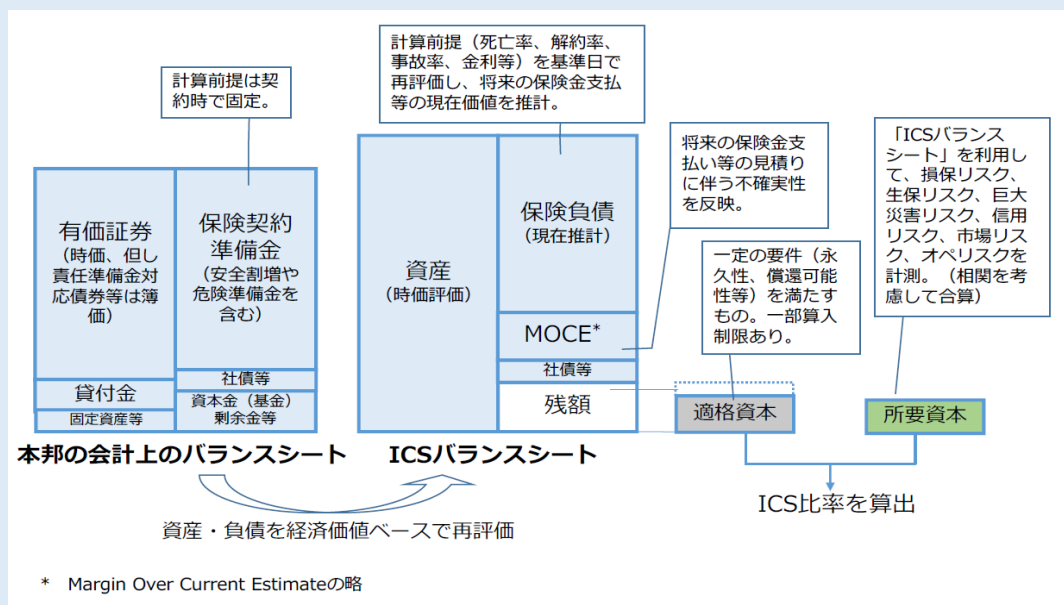 計算前提は契
約時で固定。
計算前提（死亡率、解約率、
事故率、金利等）を基準日で
再評価し、将来の保険金支払
等の現在価値を推計。
将来の保険金支
払い等の見積り
に伴う不確実性
を反映。
「ICSバランス
シート」を利用し
て、損保リスク、
生保リスク、巨大
災害リスク、信用
リスク、市場リス
ク、オペリスクを
計測。（相関を考
慮して合算）
一定の要件（永
久性、償還可能
性等）を満たす
もの。一部算入
制限あり。
有価証券
（時価、但し
責任準備金対
応債券等は簿
価）
貸付金
固定資産等
保険契約
準備金
（安全割増や
危険準備金を
含む）
社債等
資本金（基金）
剰余金等
本邦の会計上のバランスシート
資産
（時価評価）
保険負債
（現在推計）
MOCE*
社債等
残額
ICSバランスシート
適格資本
所要資本
ICS比率を算出
資産・負債を経済価値ベースで再評価
* Margin Over Current Estimateの略